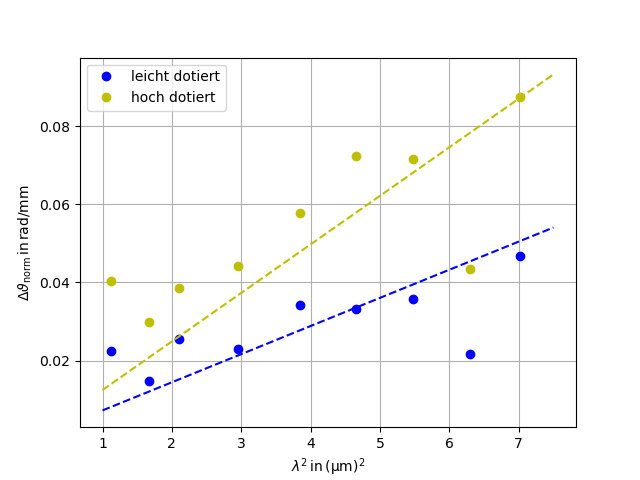 leicht dotiert
hoch dotiert
0.08
0.06
0.04
0.02
Δϑnorm in rad/mm
1 2 3 4 5 6 7
λ² in (µm)²